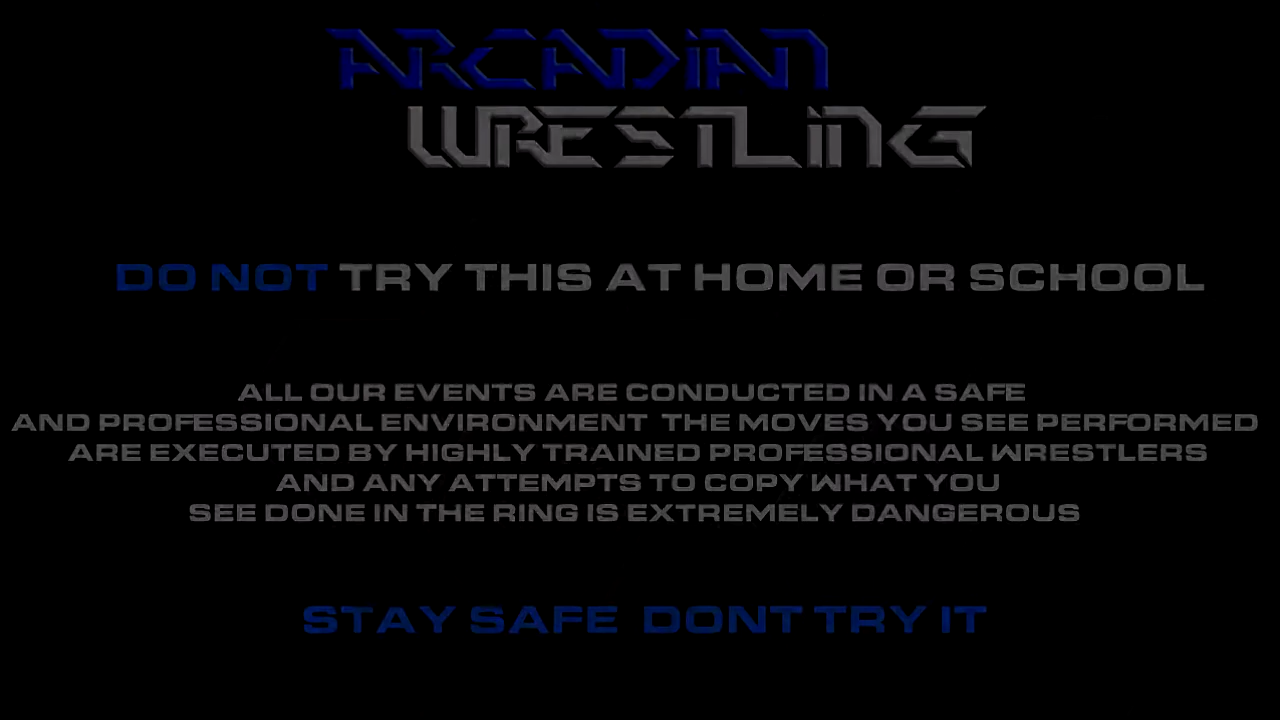 ARCADIAN
WRESTLING
DO NOT TRY THIS AT HOME OR SCHOOL
ALL OUR EVENTS ARE CONDUCTED IN A SAFE
AND PROFESSIONAL ENVIRONMENT THE MOVES YOU SEE PERFORMED
ARE EXECUTED BY HIGHLY TRAINED PROFESSIONAL WRESTLERS
AND ANY ATTEMPTS TO COPY WHAT YOU
SEE DONE IN THE RING IS EXTREMELY DANGEROUS
STAY SAFE DONT TRY IT